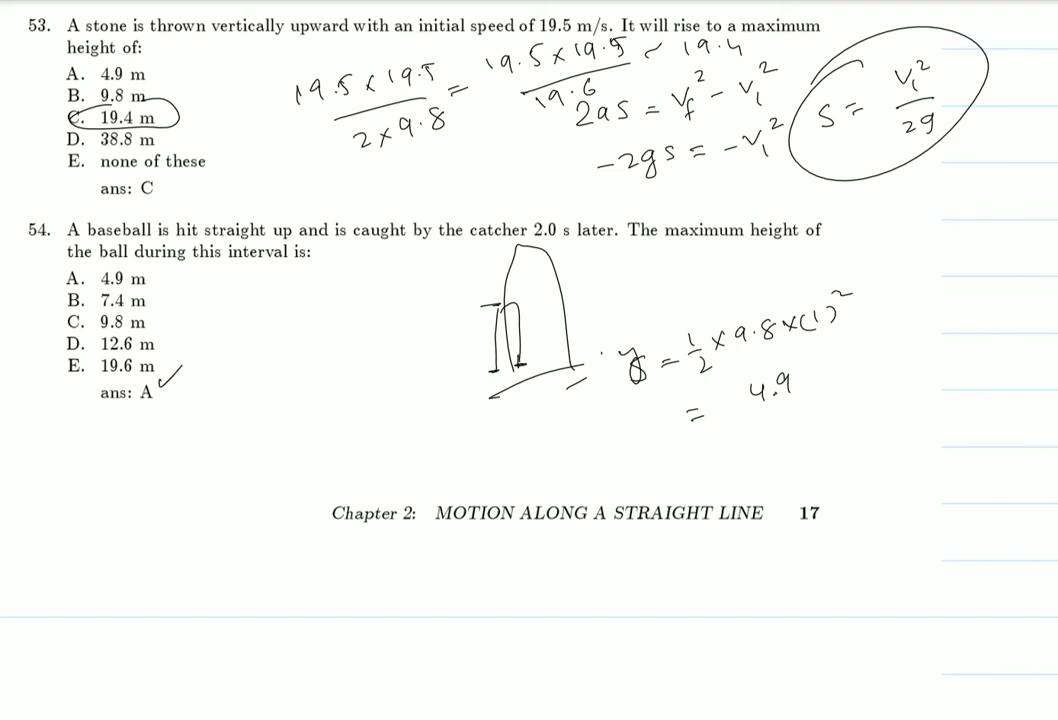 53. A stone is thrown vertically upward with an initial speed of 19.5 m/s. It will rise to a maximum
height of:
A. 4.9 m
B. 9.8 m
C. 19.4 m
D. 38.8 m
E. none of these
ans: C
19.5 × 19.5 / 2 × 9.8 = 19.5 × 19.5 / 19.6 ~ 19.4
2as = v_f² - v_i²
-2gs = -v_i²
s = v_i² / 2g
54. A baseball is hit straight up and is caught by the catcher 2.0 s later. The maximum height of
the ball during this interval is:
A. 4.9 m
B. 7.4 m
C. 9.8 m
D. 12.6 m
E. 19.6 m
ans: A
y = 1/2 × 9.8 × (1)²
= 4.9
Chapter 2: MOTION ALONG A STRAIGHT LINE 17